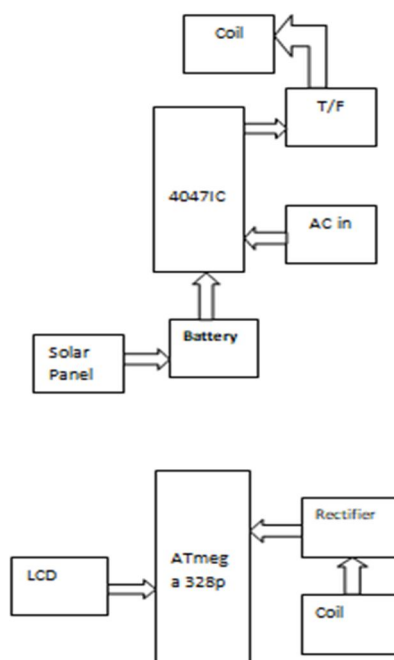 Coil
T/F
4047IC
AC in
Battery
Solar
Panel
Rectifier
ATmeg
a 328p
LCD
Coil